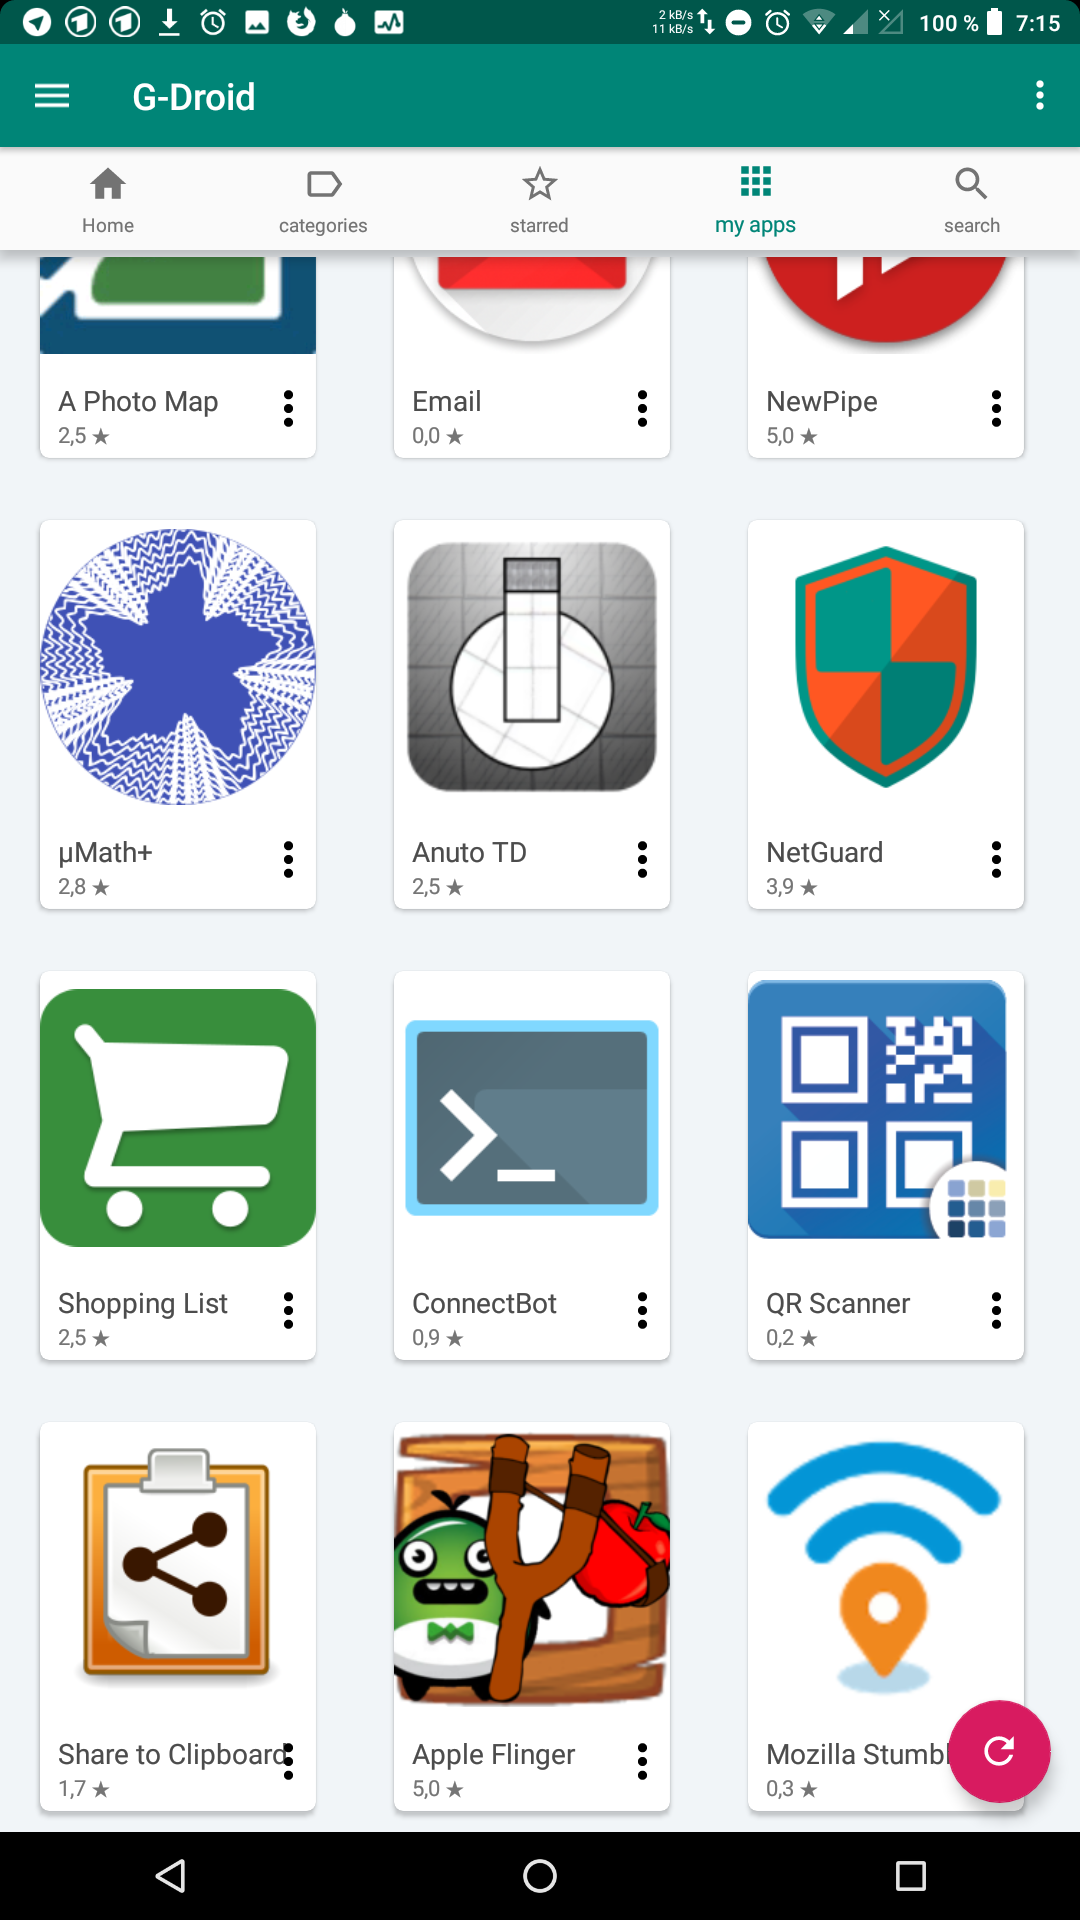 2 kB/s
11 kB/s
100 %
7:15
G-Droid
Home
categories
starred
my apps
search
A Photo Map
2,5 ★
Email
0,0 ★
NewPipe
5,0 ★
µMath+
2,8 ★
Anuto TD
2,5 ★
NetGuard
3,9 ★
Shopping List
2,5 ★
ConnectBot
0,9 ★
QR Scanner
0,2 ★
Share to Clipboard
1,7 ★
Apple Flinger
5,0 ★
Mozilla Stumbl
0,3 ★